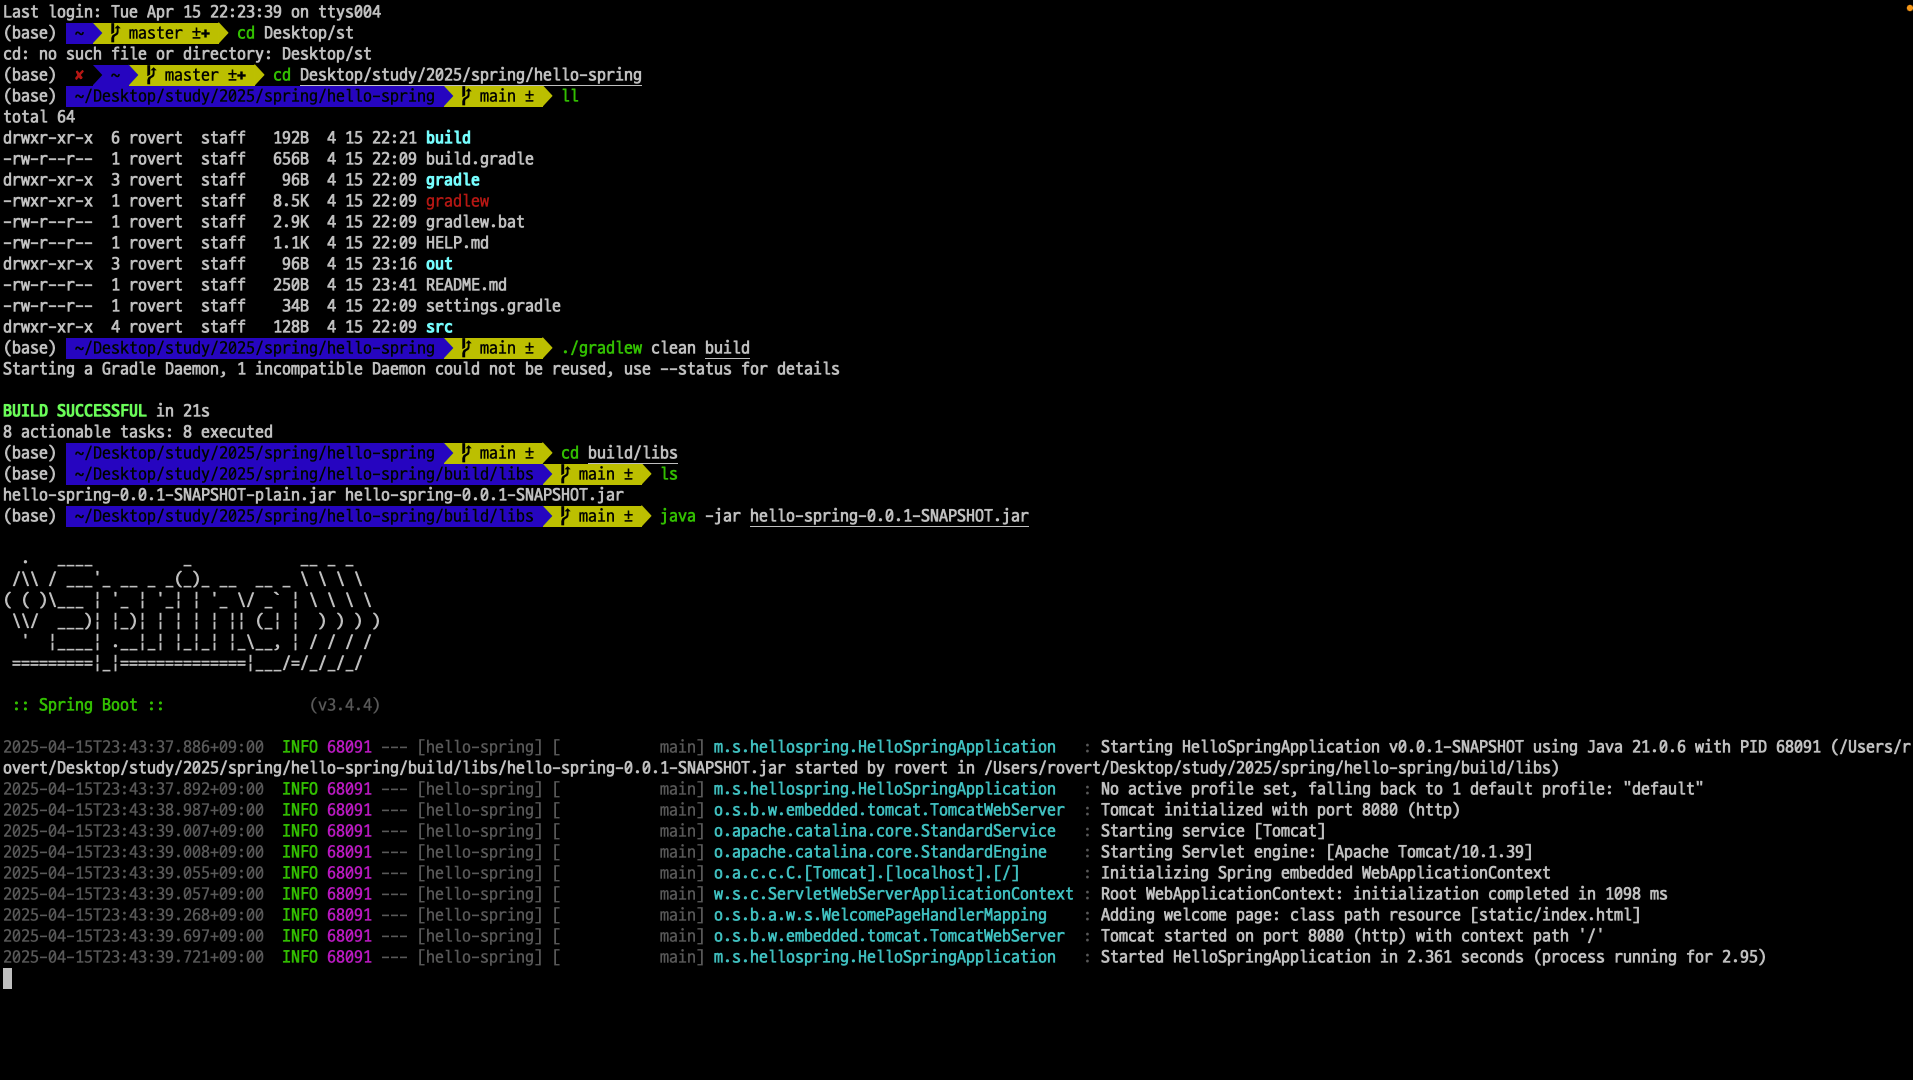 Last login: Tue Apr 15 22:23:39 on ttys004
(base) ~ master ±+ cd Desktop/st
cd: no such file or directory: Desktop/st
(base) ✘ ~ master ±+ cd Desktop/study/2025/spring/hello-spring
(base) ~/Desktop/study/2025/spring/hello-spring main ± ll
total 64
drwxr-xr-x  6 rovert  staff   192B  4 15 22:21 build
-rw-r--r--  1 rovert  staff   656B  4 15 22:09 build.gradle
drwxr-xr-x  3 rovert  staff    96B  4 15 22:09 gradle
-rwxr-xr-x  1 rovert  staff   8.5K  4 15 22:09 gradlew
-rw-r--r--  1 rovert  staff   2.9K  4 15 22:09 gradlew.bat
-rw-r--r--  1 rovert  staff   1.1K  4 15 22:09 HELP.md
drwxr-xr-x  3 rovert  staff    96B  4 15 23:16 out
-rw-r--r--  1 rovert  staff   250B  4 15 23:41 README.md
-rw-r--r--  1 rovert  staff    34B  4 15 22:09 settings.gradle
drwxr-xr-x  4 rovert  staff   128B  4 15 22:09 src
(base) ~/Desktop/study/2025/spring/hello-spring main ± ./gradlew clean build
Starting a Gradle Daemon, 1 incompatible Daemon could not be reused, use --status for details
BUILD SUCCESSFUL in 21s
8 actionable tasks: 8 executed
(base) ~/Desktop/study/2025/spring/hello-spring main ± cd build/libs
(base) ~/Desktop/study/2025/spring/hello-spring/build/libs main ± ls
hello-spring-0.0.1-SNAPSHOT-plain.jar hello-spring-0.0.1-SNAPSHOT.jar
(base) ~/Desktop/study/2025/spring/hello-spring/build/libs main ± java -jar hello-spring-0.0.1-SNAPSHOT.jar
Spring
:: Spring Boot ::                (v3.4.4)
2025-04-15T23:43:37.886+09:00  INFO 68091 --- [hello-spring] [           main] m.s.hellospring.HelloSpringApplication   : Starting HelloSpringApplication v0.0.1-SNAPSHOT using Java 21.0.6 with PID 68091 (/Users/r
overt/Desktop/study/2025/spring/hello-spring/build/libs/hello-spring-0.0.1-SNAPSHOT.jar started by rovert in /Users/rovert/Desktop/study/2025/spring/hello-spring/build/libs)
2025-04-15T23:43:37.892+09:00  INFO 68091 --- [hello-spring] [           main] m.s.hellospring.HelloSpringApplication   : No active profile set, falling back to 1 default profile: "default"
2025-04-15T23:43:38.987+09:00  INFO 68091 --- [hello-spring] [           main] o.s.b.w.embedded.tomcat.TomcatWebServer  : Tomcat initialized with port 8080 (http)
2025-04-15T23:43:39.007+09:00  INFO 68091 --- [hello-spring] [           main] o.apache.catalina.core.StandardService   : Starting service [Tomcat]
2025-04-15T23:43:39.008+09:00  INFO 68091 --- [hello-spring] [           main] o.apache.catalina.core.StandardEngine    : Starting Servlet engine: [Apache Tomcat/10.1.39]
2025-04-15T23:43:39.055+09:00  INFO 68091 --- [hello-spring] [           main] o.a.c.c.C.[Tomcat].[localhost].[/]       : Initializing Spring embedded WebApplicationContext
2025-04-15T23:43:39.057+09:00  INFO 68091 --- [hello-spring] [           main] w.s.c.ServletWebServerApplicationContext : Root WebApplicationContext: initialization completed in 1098 ms
2025-04-15T23:43:39.268+09:00  INFO 68091 --- [hello-spring] [           main] o.s.b.a.w.s.WelcomePageHandlerMapping    : Adding welcome page: class path resource [static/index.html]
2025-04-15T23:43:39.697+09:00  INFO 68091 --- [hello-spring] [           main] o.s.b.w.embedded.tomcat.TomcatWebServer  : Tomcat started on port 8080 (http) with context path '/'
2025-04-15T23:43:39.721+09:00  INFO 68091 --- [hello-spring] [           main] m.s.hellospring.HelloSpringApplication   : Started HelloSpringApplication in 2.361 seconds (process running for 2.95)